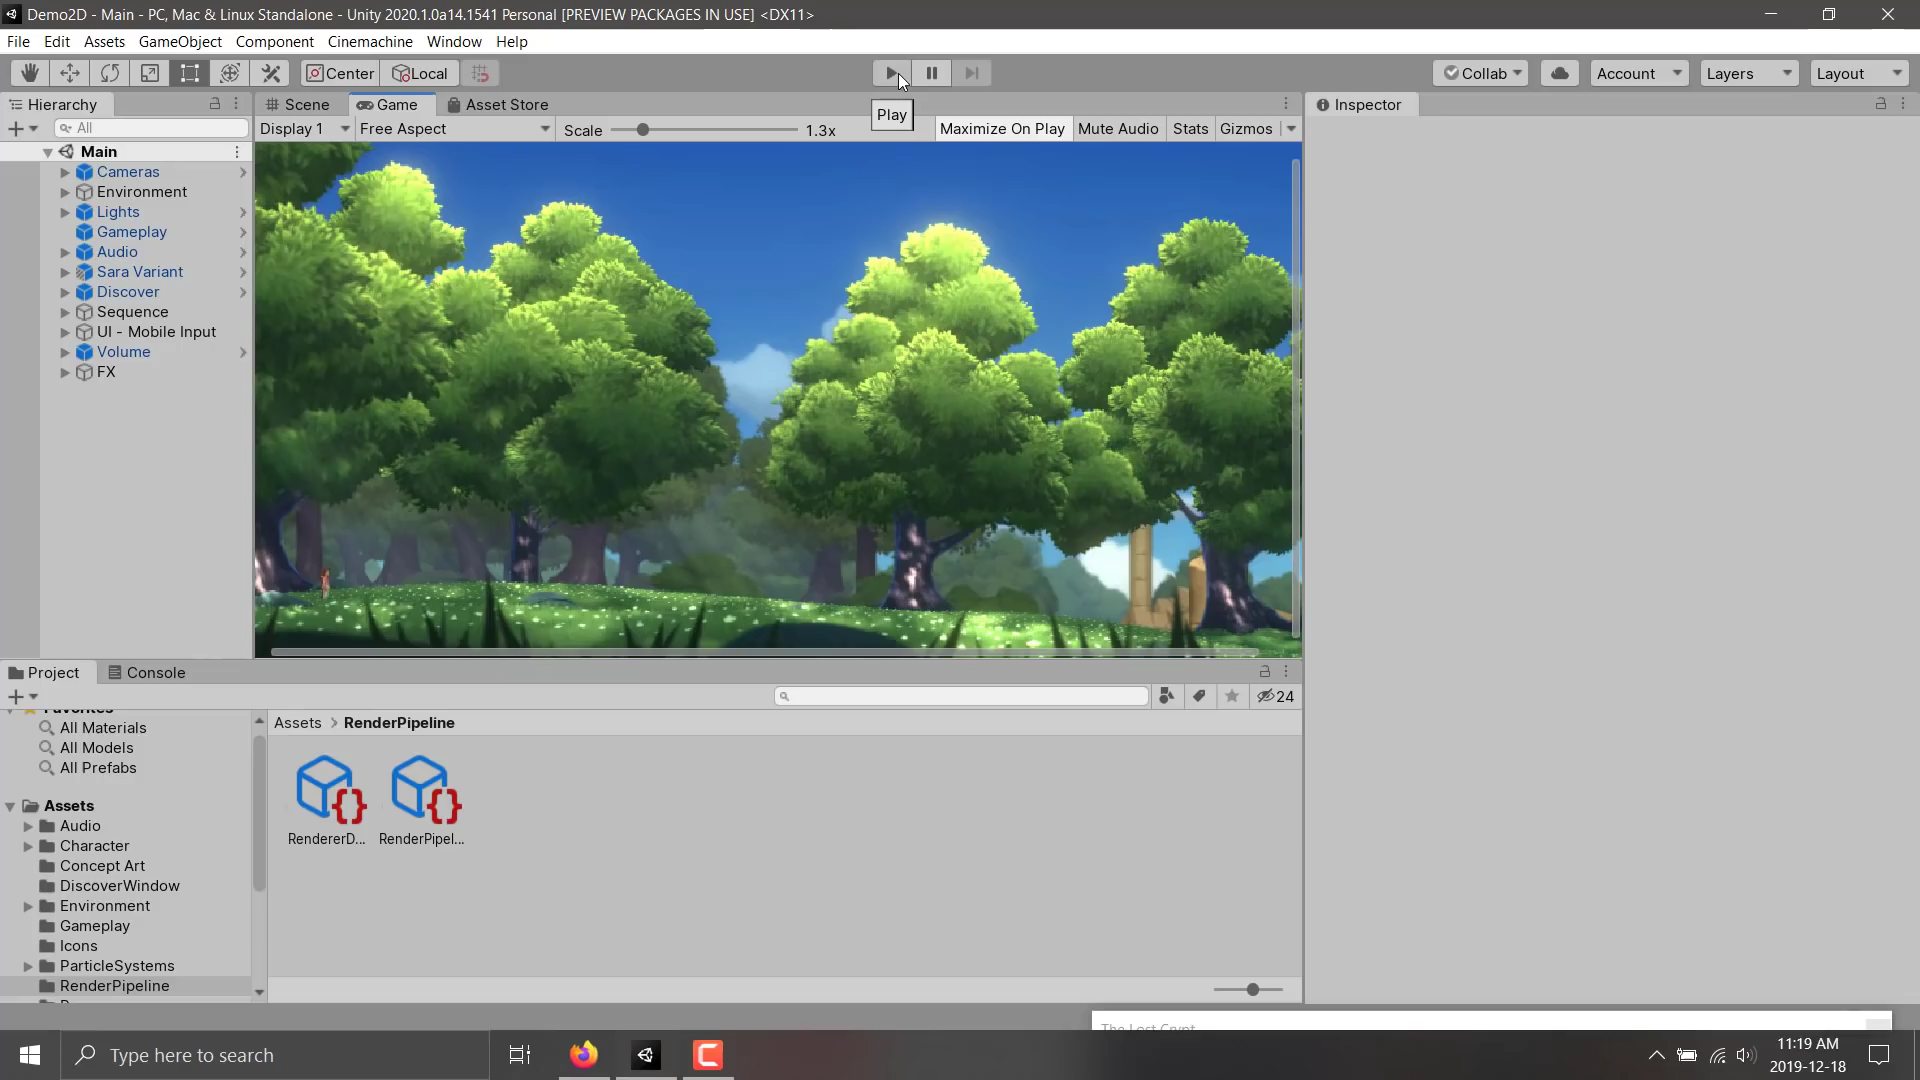 Demo2D - Main - PC, Mac & Linux Standalone - Unity 2020.1.0a14.1541 Personal [PREVIEW PACKAGES IN USE] <DX11>
File Edit Assets GameObject Component Cinemachine Window Help
Center Local Collab Account Layers Layout
Hierarchy Scene Game Asset Store Play Inspector
All Display 1 Free Aspect Scale 1.3x Maximize On Play Mute Audio Stats Gizmos
Main
Cameras
Environment
Lights
Gameplay
Audio
Sara Variant
Discover
Sequence
UI - Mobile Input
Volume
FX
Project Console
24
Favorites
All Materials
All Models
All Prefabs
Assets > RenderPipeline
RendererD... RenderPipel...
Assets
Audio
Character
Concept Art
DiscoverWindow
Environment
Gameplay
Icons
ParticleSystems
RenderPipeline
The Lost Crypt
Type here to search
11:19 AM
2019-12-18